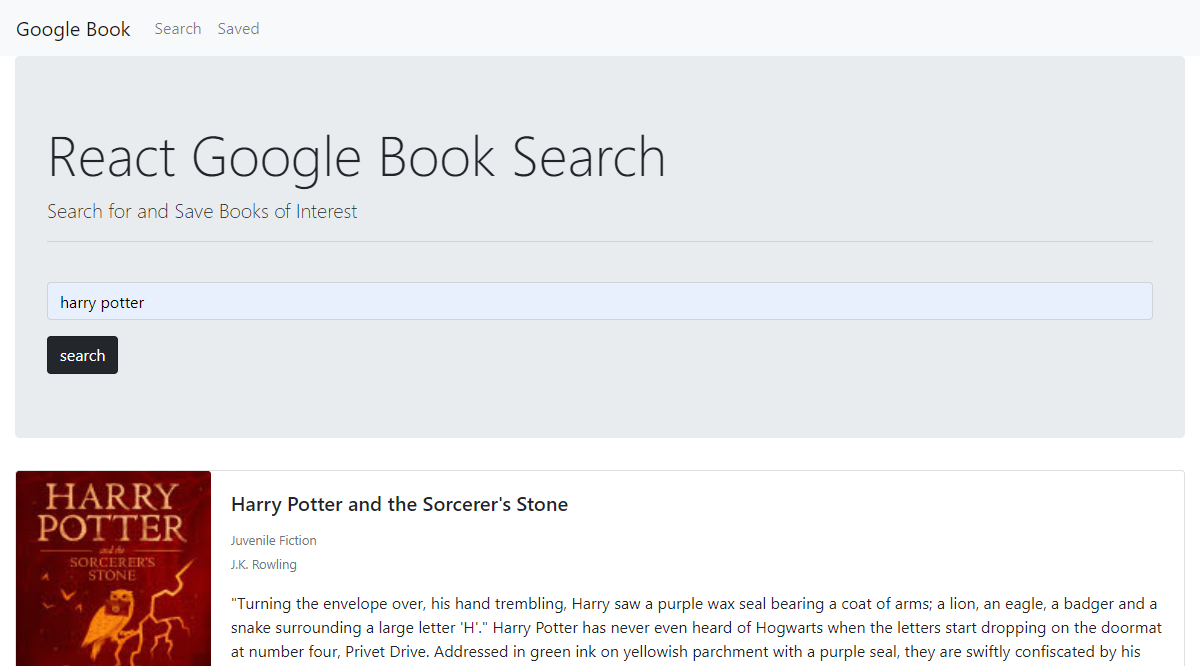 Google Book Search Saved
React Google Book Search
Search for and Save Books of Interest
harry potter
search
HARRY
POTTER
and the
SORCERER'S
STONE
Harry Potter and the Sorcerer's Stone
Juvenile Fiction
J.K. Rowling
"Turning the envelope over, his hand trembling, Harry saw a purple wax seal bearing a coat of arms; a lion, an eagle, a badger and a
snake surrounding a large letter 'H'." Harry Potter has never even heard of Hogwarts when the letters start dropping on the doormat
at number four, Privet Drive. Addressed in green ink on yellowish parchment with a purple seal, they are swiftly confiscated by his